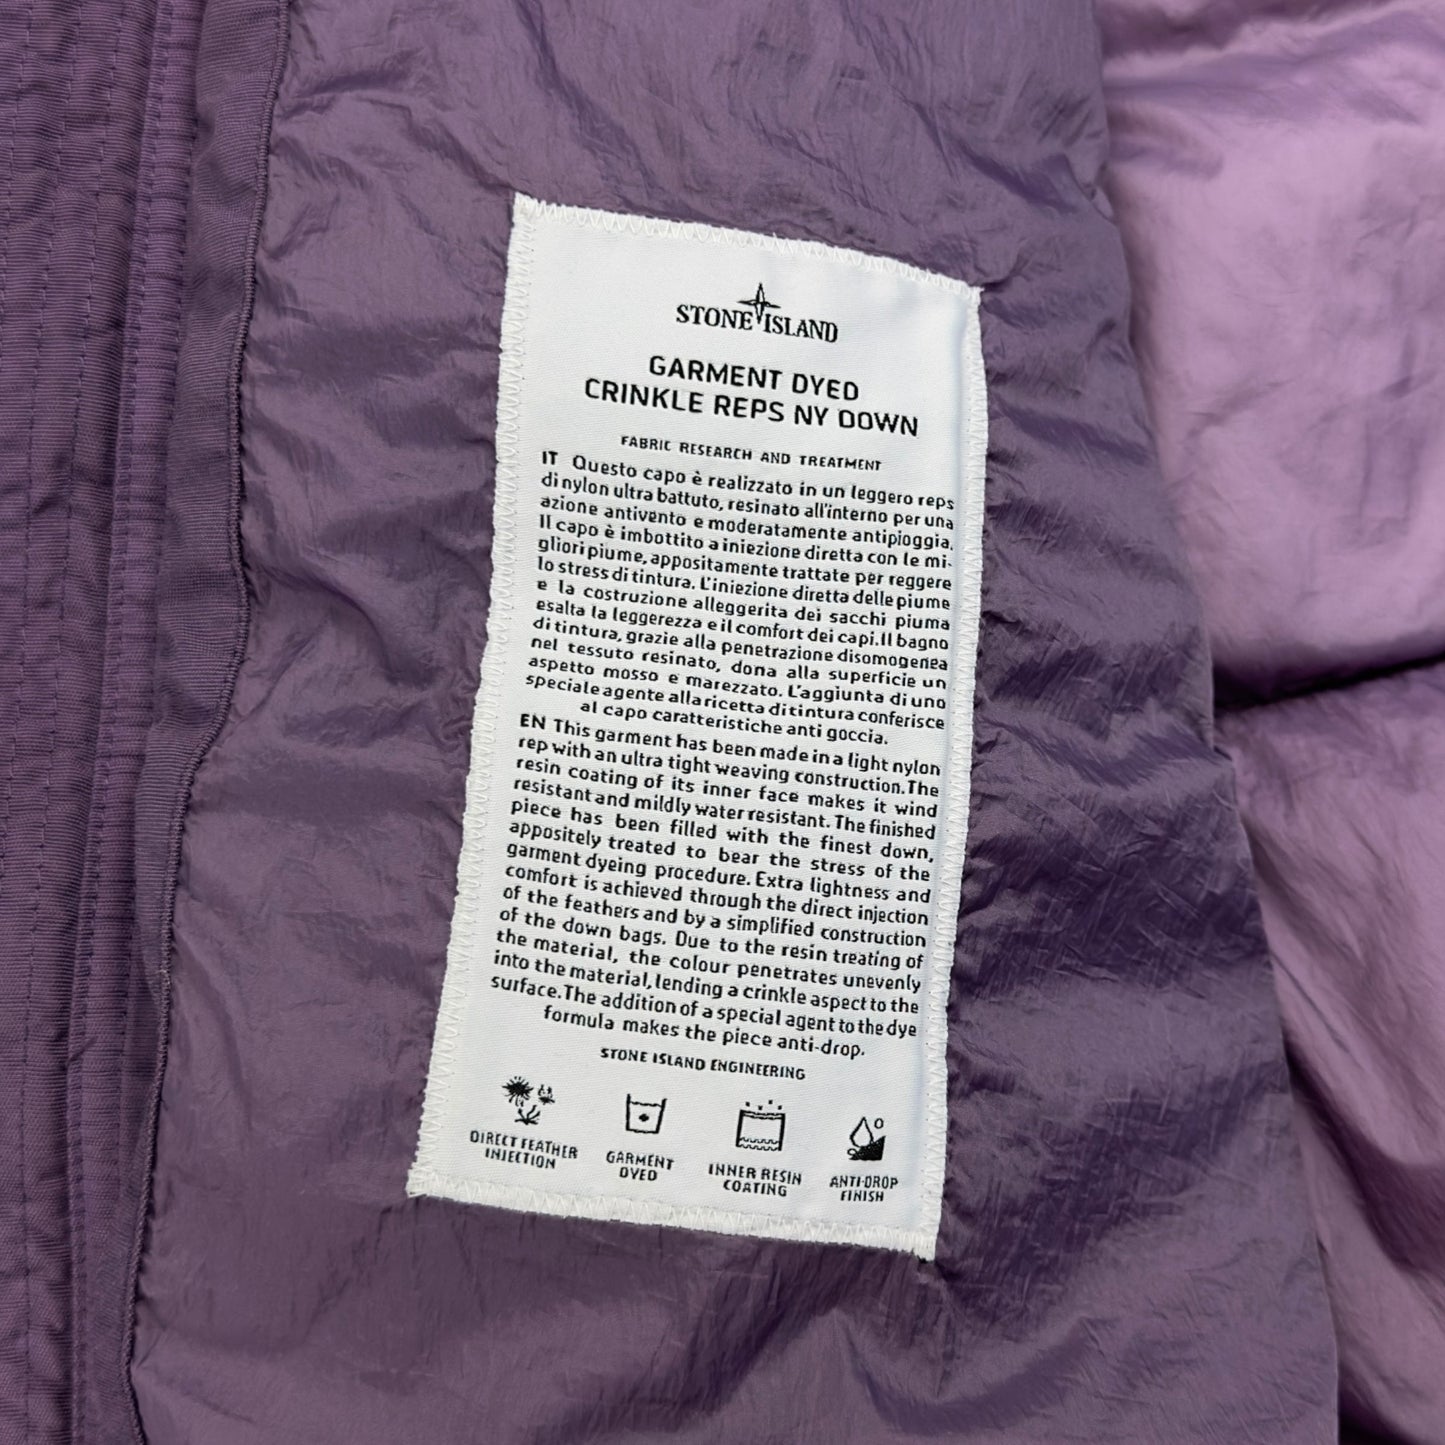 STONE ISLAND
GARMENT DYED
CRINKLE REPS NY DOWN
FABRIC RESEARCH AND TREATMENT
IT Questo capo è realizzato in un leggero reps
di nylon ultra battuto, resinato all'interno per una
azione antivento e moderatamente antipioggia.
Il capo è imbottito a iniezione diretta con le mi-
gliori piume, appositamente trattate per reggere
lo stress di tintura. L'iniezione diretta delle piume
e la costruzione alleggerita dei sacchi piuma
esalta la leggerezza e il comfort dei capi. Il bagno
di tintura, grazie alla penetrazione disomogenea
nel tessuto resinato, dona alla superficie un
aspetto mosso e marezzato. L'aggiunta di uno
speciale agente alla ricetta di tintura conferisce
al capo caratteristiche anti goccia.
EN This garment has been made in a light nylon
rep with an ultra tight weaving construction. The
resin coating of its inner face makes it wind
resistant and mildly water resistant. The finished
piece has been filled with the finest down,
appositely treated to bear the stress of the
garment dyeing procedure. Extra lightness and
comfort is achieved through the direct injection
of the feathers and by a simplified construction
of the down bags. Due to the resin treating of
the material, the colour penetrates unevenly
into the material, lending a crinkle aspect to the
surface. The addition of a special agent to the dye
formula makes the piece anti-drop.
STONE ISLAND ENGINEERING
DIRECT FEATHER
INJECTION
GARMENT
DYED
INNER RESIN
COATING
ANTI-DROP
FINISH